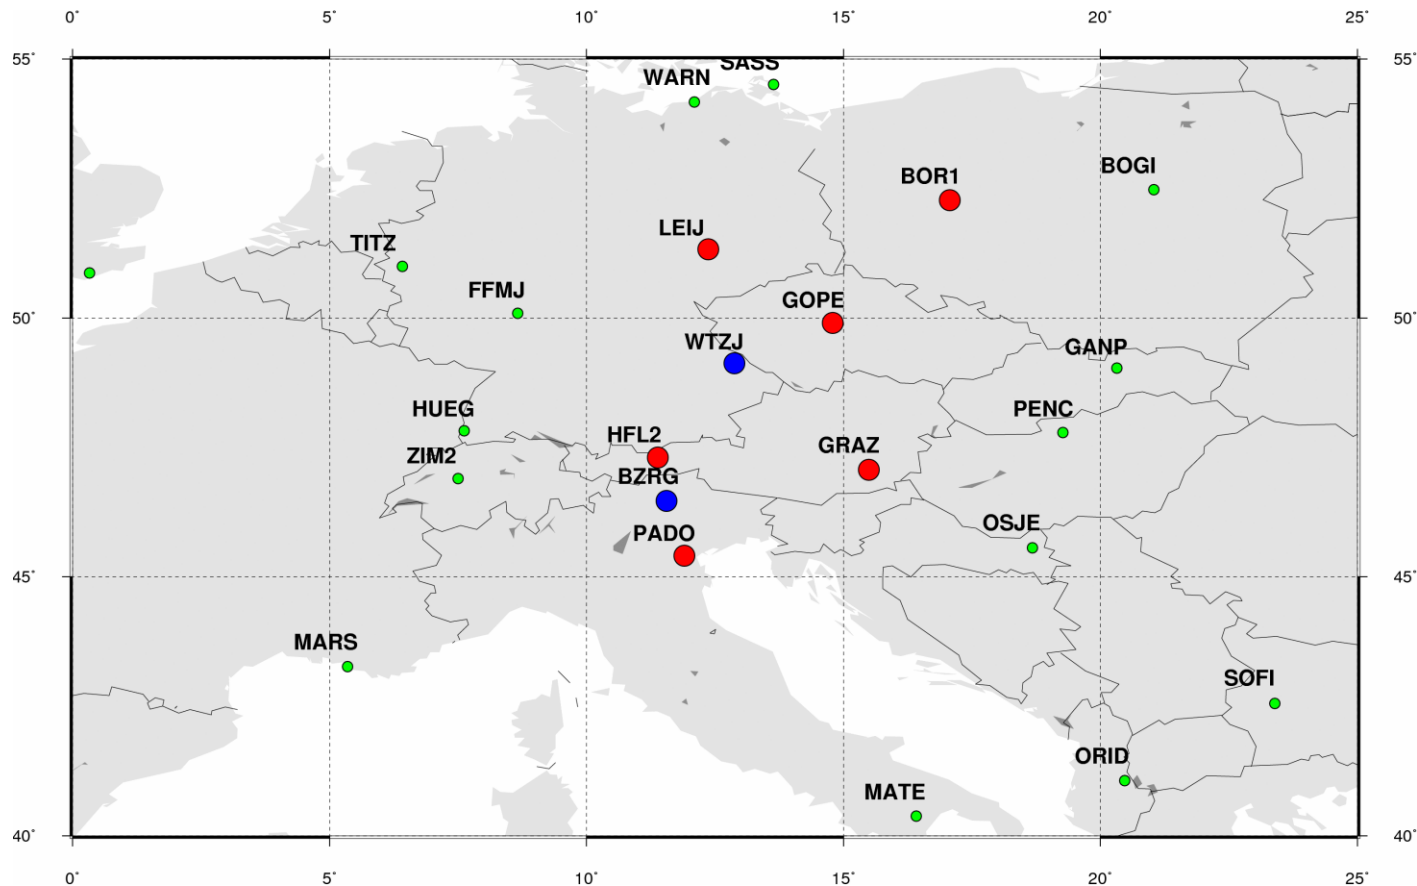 0° 5° 10° 15° 20° 25°
55° 55°
SASS
WARN
BOGI
BOR1
LEIJ
TITZ
FFMJ
GOPE
50° 50°
WTZJ
GANP
HUEG
PENC
HFL2
GRAZ
ZIM2
BZRG
OSJE
PADO
45° 45°
MARS
SOFI
ORID
MATE
40° 40°
0° 5° 10° 15° 20° 25°